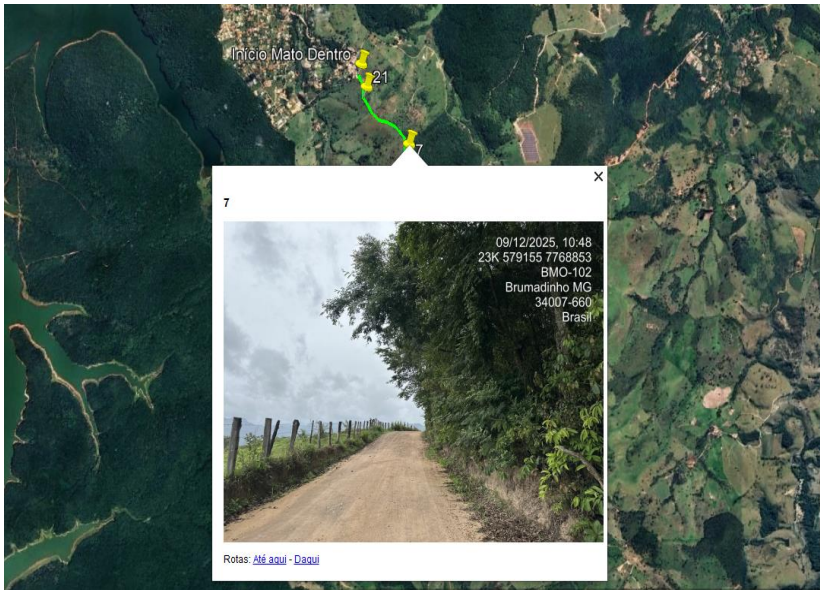 Início Mato Dentro
21
7
7
09/12/2025, 10:48
23K 579155 7768853
BMO-102
Brumadinho MG
34007-660
Brasil
Rotas: Até aqui - Daqui